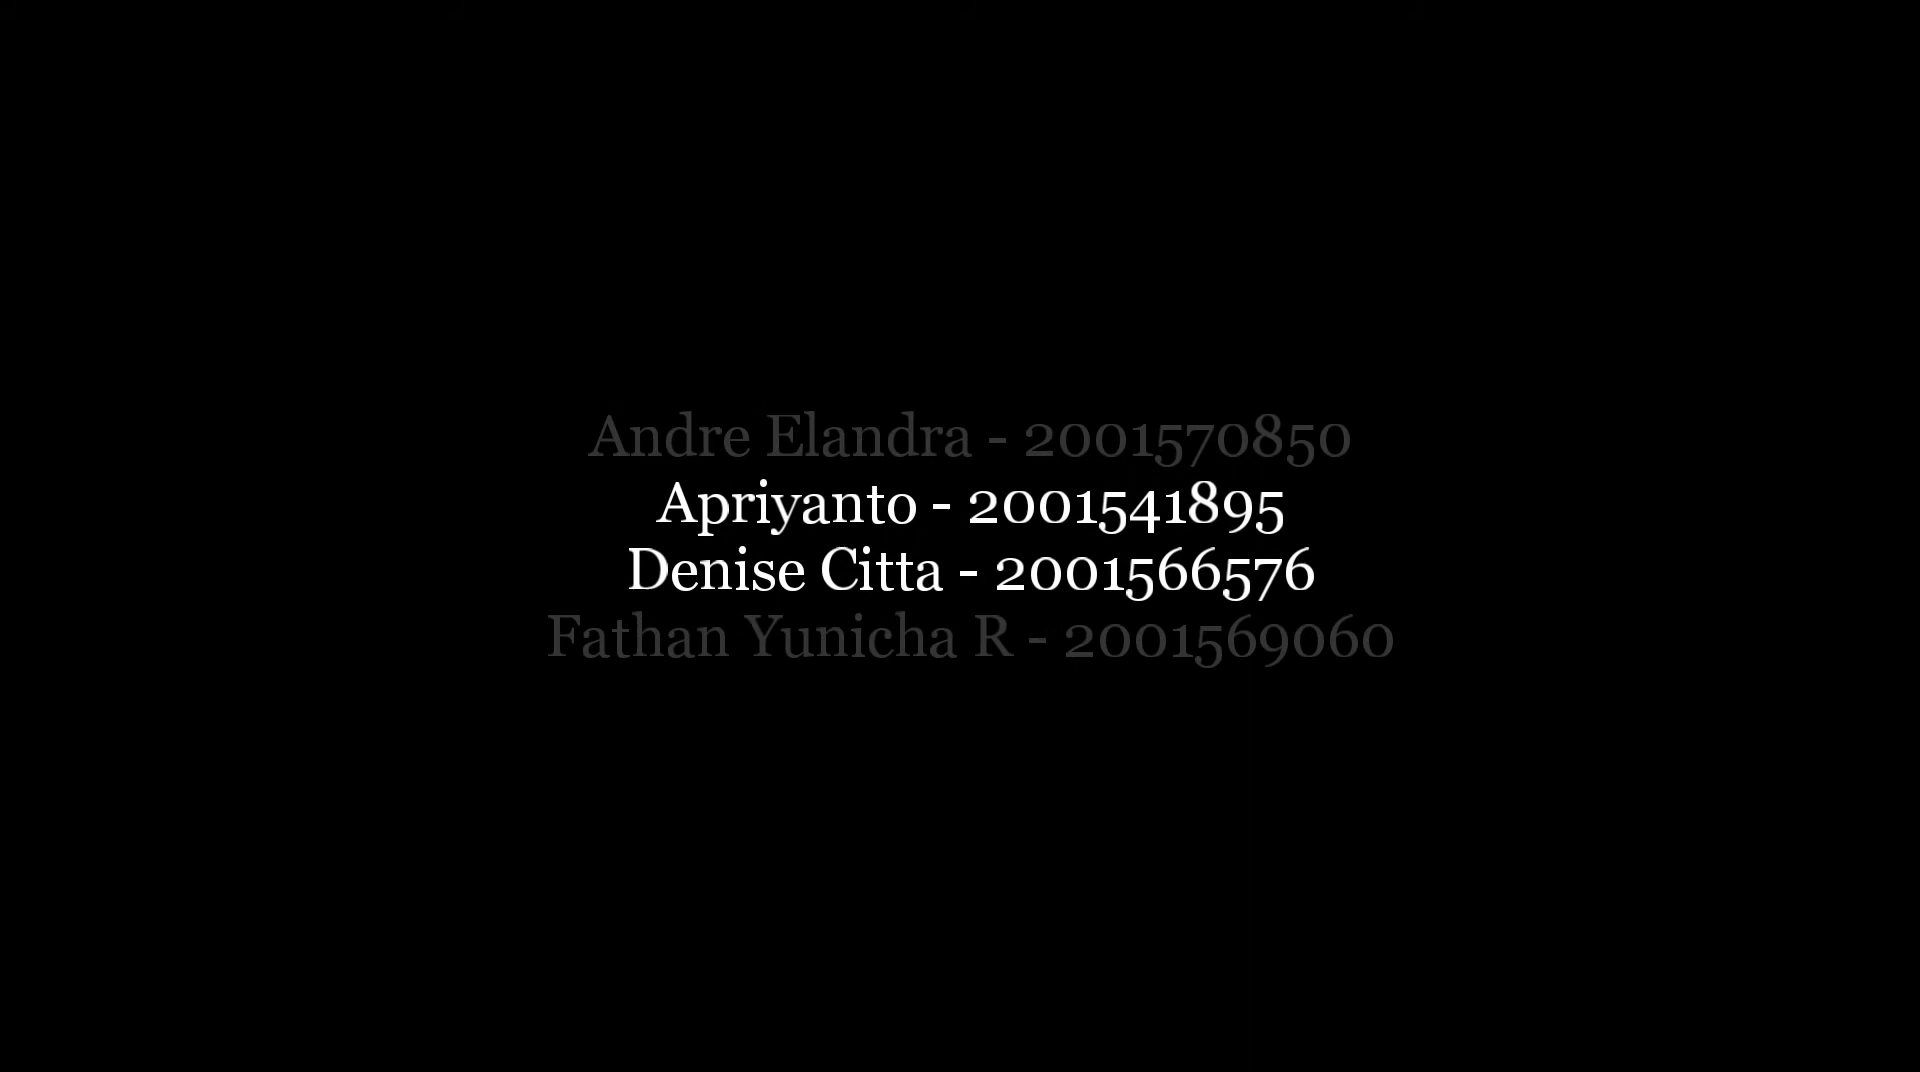 Andre Elandra - 2001570850
Apriyanto - 2001541895
Denise Citta - 2001566576
Fathan Yunicha R - 2001569060